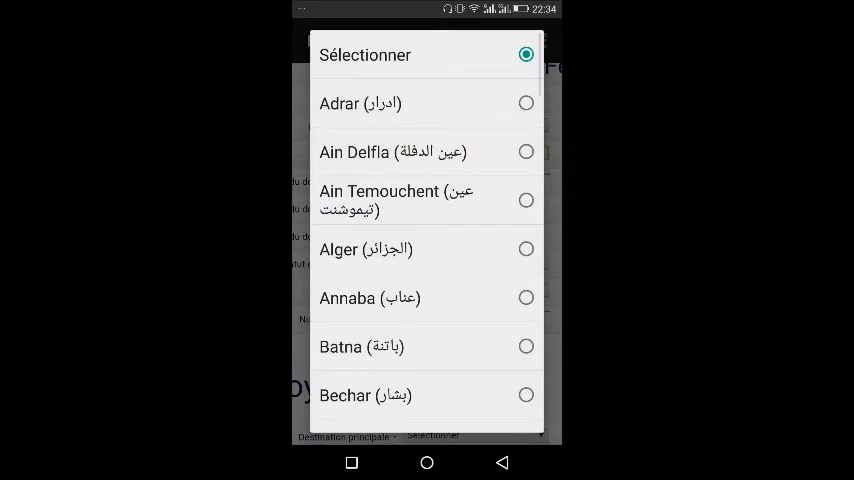 ... 22:34
Sélectionner
Adrar (ادرار)
Ain Delfla (عين الدفلة)
Ain Temouchent (عين
تيموشنت)
Alger (الجزائر)
Annaba (عناب)
Batna (باتنة)
Bechar (بشار)
Destination principale - Sélectionner